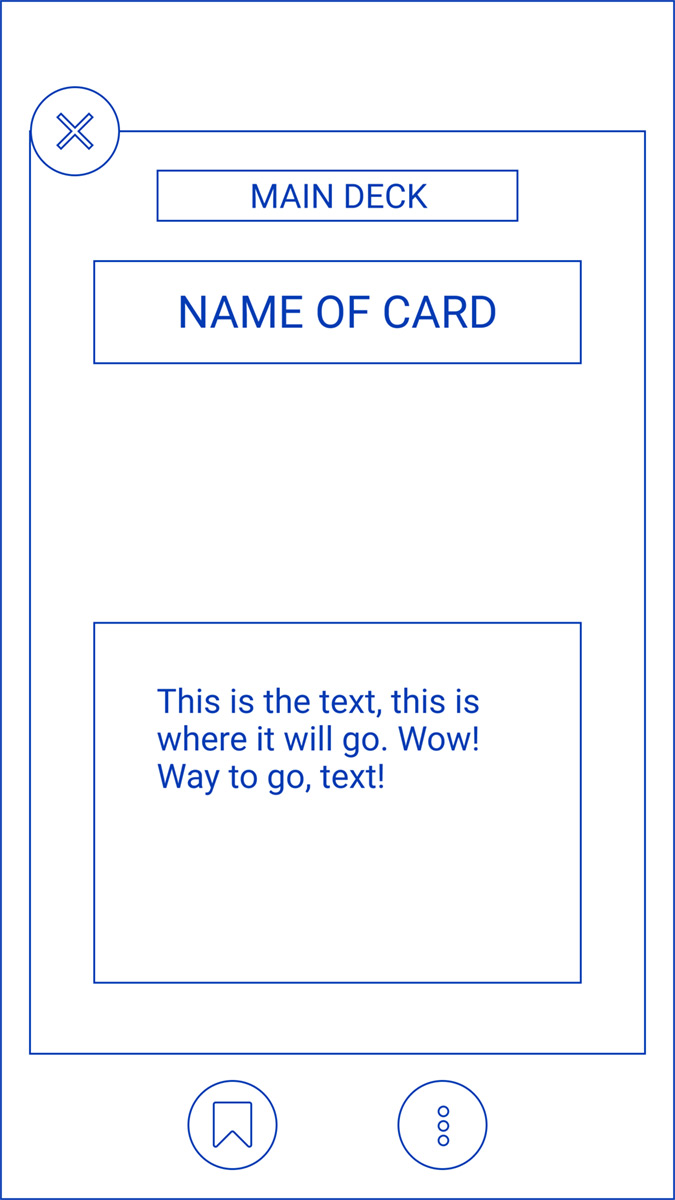 MAIN DECK
NAME OF CARD
This is the text, this is
where it will go. Wow!
Way to go, text!